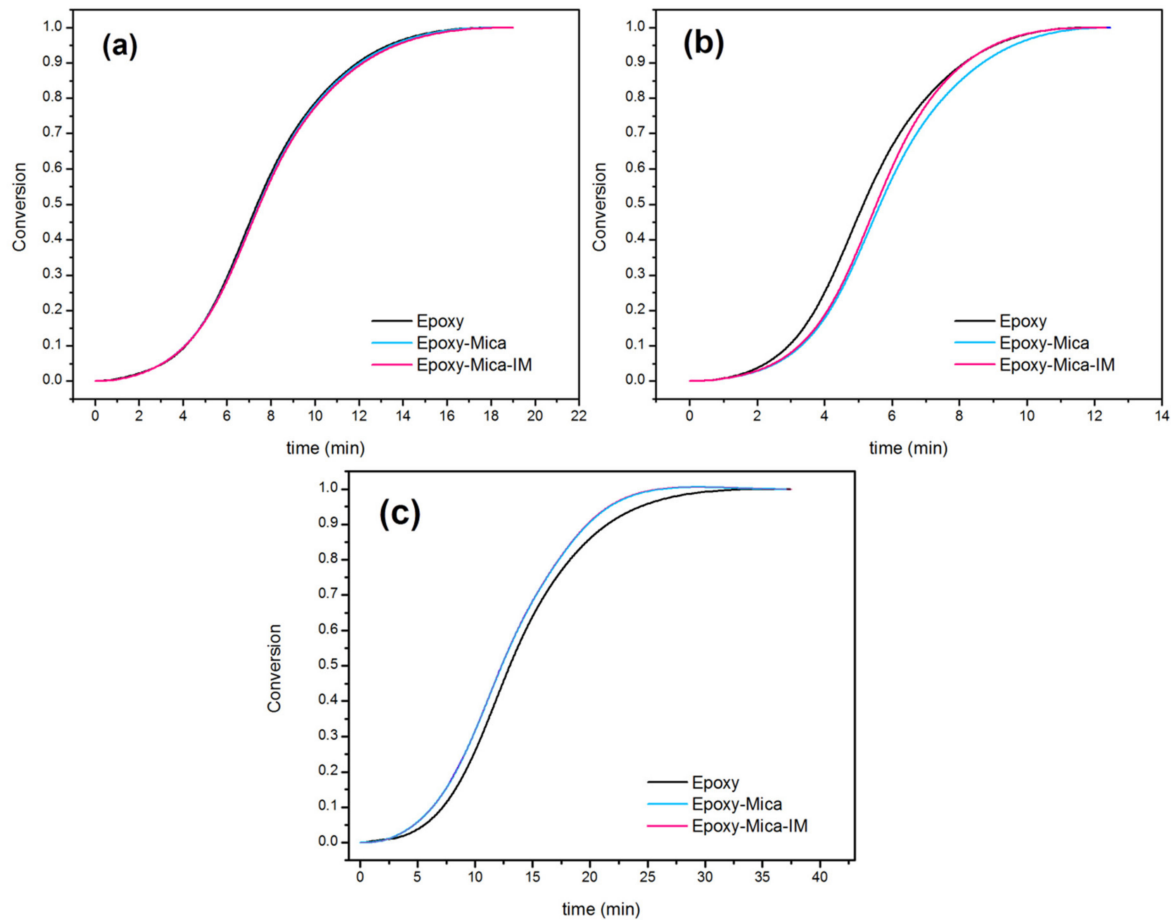 (a)
Conversion
1.0
0.9
0.8
0.7
0.6
0.5
0.4
0.3
0.2
0.1
0.0
Epoxy
Epoxy-Mica
Epoxy-Mica-IM
0 2 4 6 8 10 12 14 16 18 20 22
time (min)
(b)
Conversion
1.0
0.9
0.8
0.7
0.6
0.5
0.4
0.3
0.2
0.1
0.0
Epoxy
Epoxy-Mica
Epoxy-Mica-IM
0 2 4 6 8 10 12 14
time (min)
(c)
Conversion
1.0
0.9
0.8
0.7
0.6
0.5
0.4
0.3
0.2
0.1
0.0
Epoxy
Epoxy-Mica
Epoxy-Mica-IM
0 5 10 15 20 25 30 35 40
time (min)